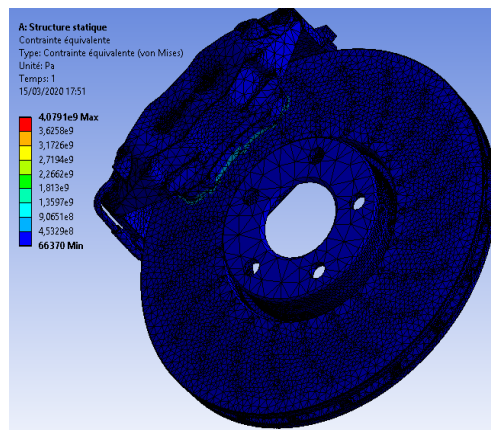 A: Structure statique
Contrainte équivalente
Type: Contrainte équivalente (von Mises)
Unité: Pa
Temps: 1
15/03/2020 17:51
4,0791e9 Max
3,6258e9
3,1726e9
2,7194e9
2,2662e9
1,813e9
1,3597e9
9,0651e8
4,5329e8
66370 Min